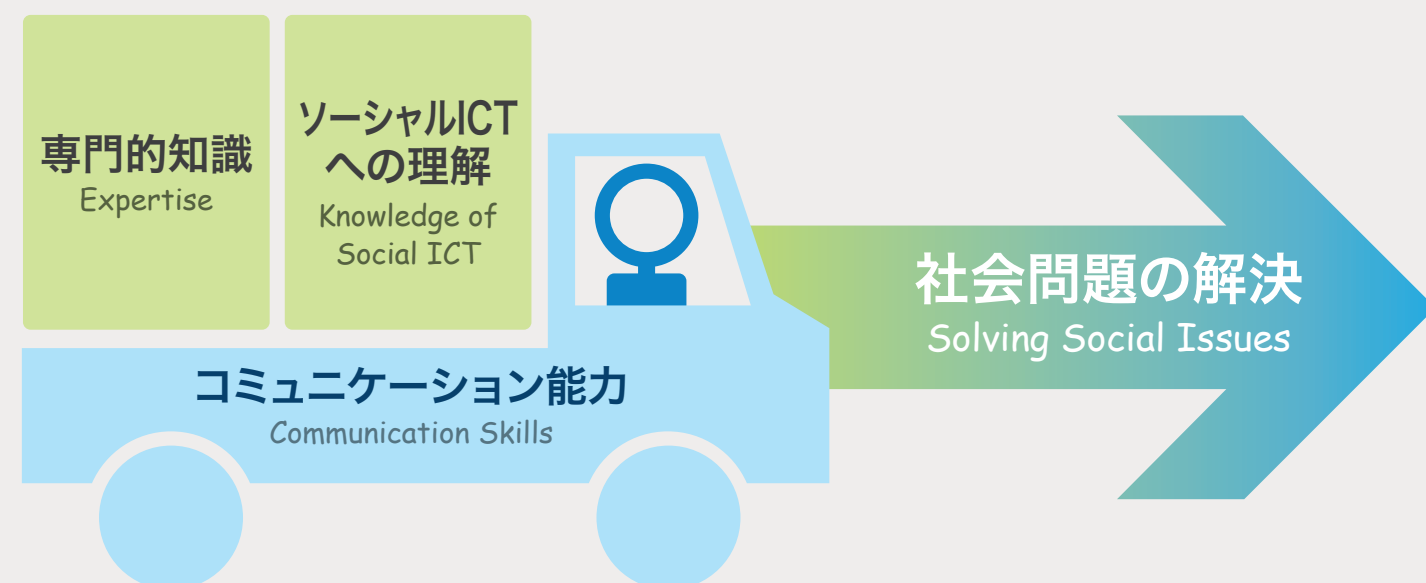 専門的知識
Expertise
ソーシャルICT
への理解
Knowledge of
Social ICT
コミュニケーション能力
Communication Skills
社会問題の解決
Solving Social Issues